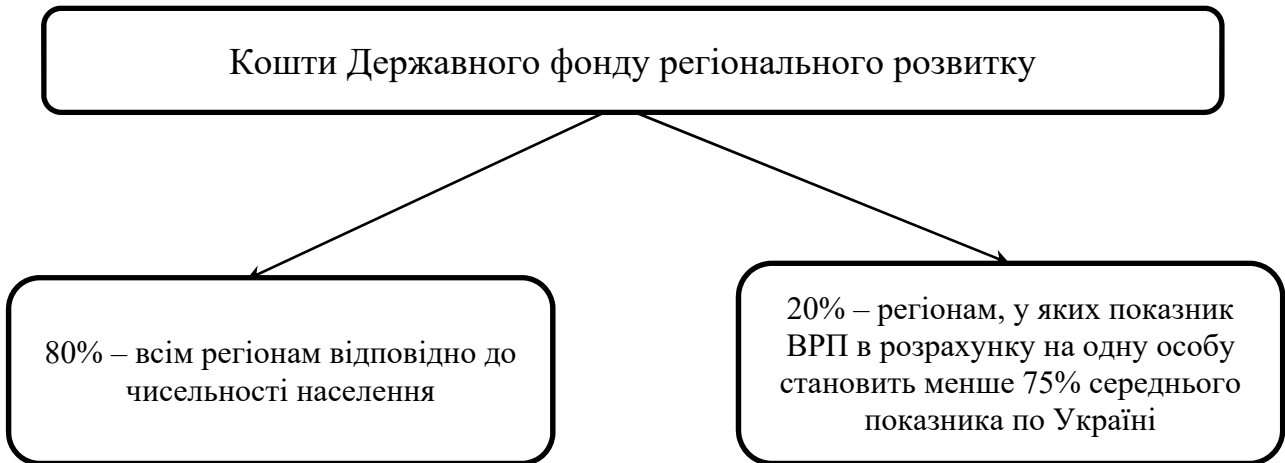 Кошти Державного фонду регіонального розвитку
80% – всім регіонам відповідно до
чисельності населення
20% – регіонам, у яких показник
ВРП в розрахунку на одну особу
становить менше 75% середнього
показника по Україні